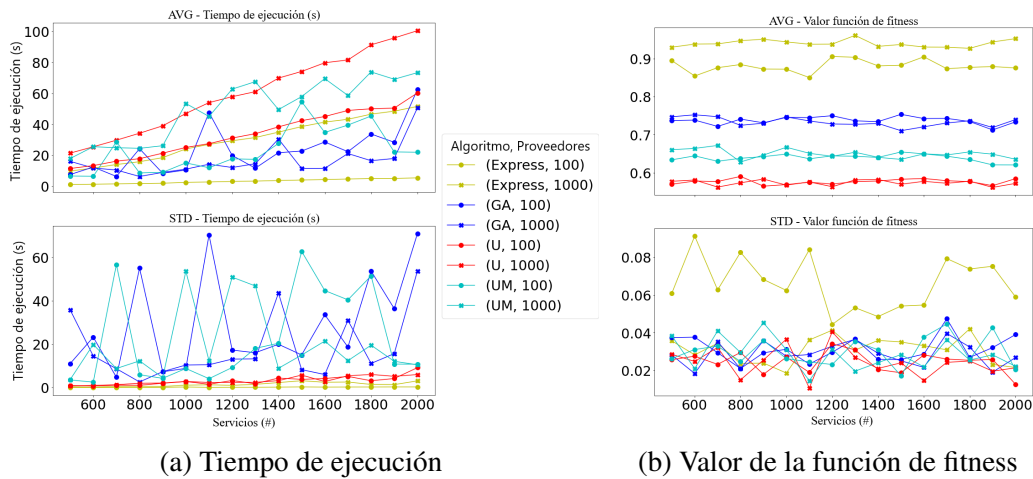 AVG - Tiempo de ejecución (s)
Tiempo de ejecución (s)
100
80
60
40
20
0
STD - Tiempo de ejecución (s)
Tiempo de ejecución (s)
60
40
20
0
600 800 1000 1200 1400 1600 1800 2000
Servicios (#)
Algoritmo, Proveedores
(Express, 100)
(Express, 1000)
(GA, 100)
(GA, 1000)
(U, 100)
(U, 1000)
(UM, 100)
(UM, 1000)
AVG - Valor función de fitness
0.9
0.8
0.7
0.6
STD - Valor función de fitness
0.08
0.06
0.04
0.02
600 800 1000 1200 1400 1600 1800 2000
Servicios (#)
(a) Tiempo de ejecución
(b) Valor de la función de fitness